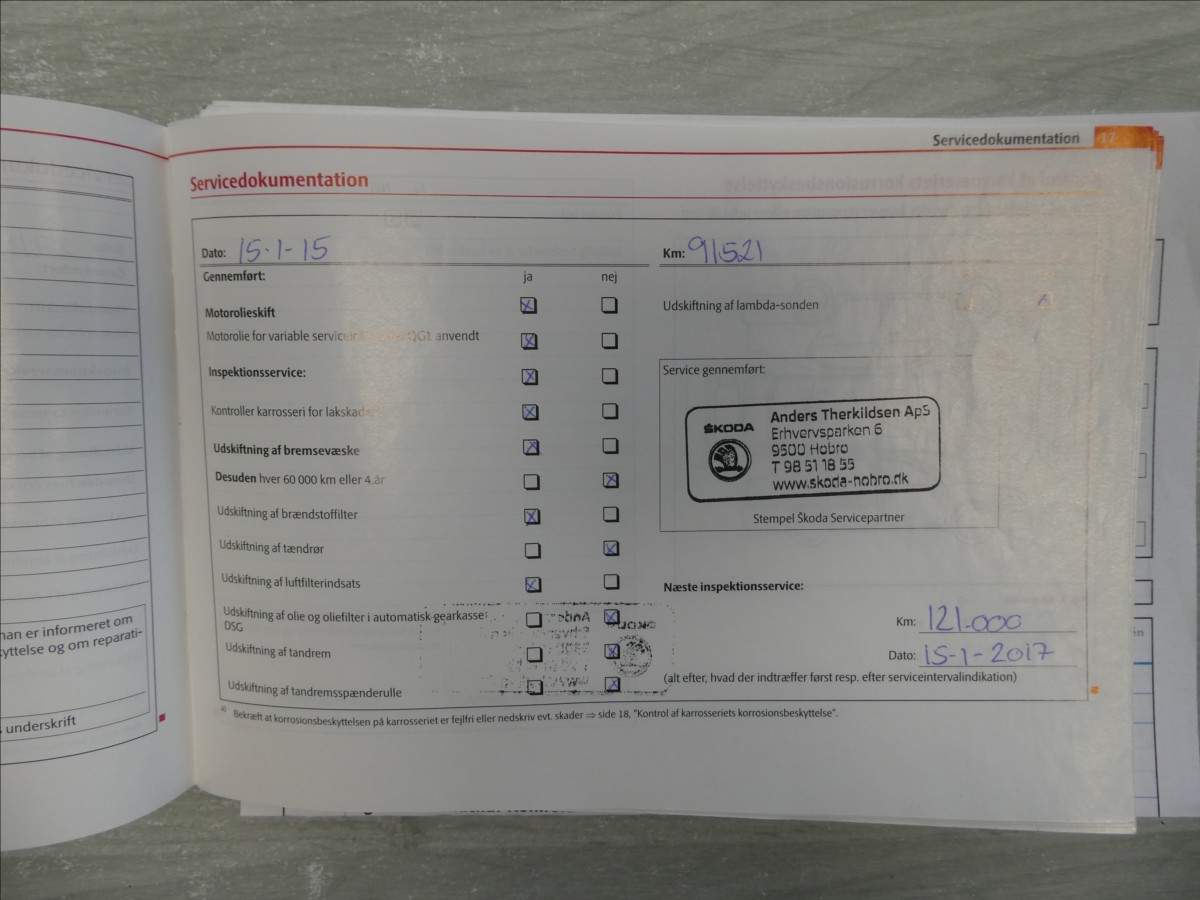 Servicedokumentation 17
Servicedokumentation
Dato: 15-1-15
Km: 91521
Gennemført: ja nej
Motorolieskift
Motorolie for variable QG1 anvendt
Inspektionsservice:
Kontroller karrosseri for
Udskiftning af bremsevæske
Desuden hver 60 000 km eller 4 år
Udskiftning af brændstoffilter
Udskiftning af tændrør
Udskiftning af luftfilterindsats
Udskiftning af olie og oliefilter i automatisk gearkasse:
DSG
Udskiftning af tandrem
Udskiftning af tandremsspænderulle
Udskiftning af lambda-sonden
Service gennemført:
ŠKODA
Anders Therkildsen ApS
Erhvervsparken 6
9500 Hobro
T 98 51 18 55
www.skoda-hobro.dk
Stempel Škoda Servicepartner
Næste inspektionsservice:
Km: 121.000
Dato: 15-1-2017
(alt efter, hvad der indtræffer først resp. efter serviceintervalindikation)
a) Bekræft at korrosionsbeskyttelsen på karrosseriet er fejlfri eller nedskriv evt. skader ⇒ side 18, "Kontrol af karrosseriets korrosionsbeskyttelse".
er informeret om
og om reparati-
underskrift